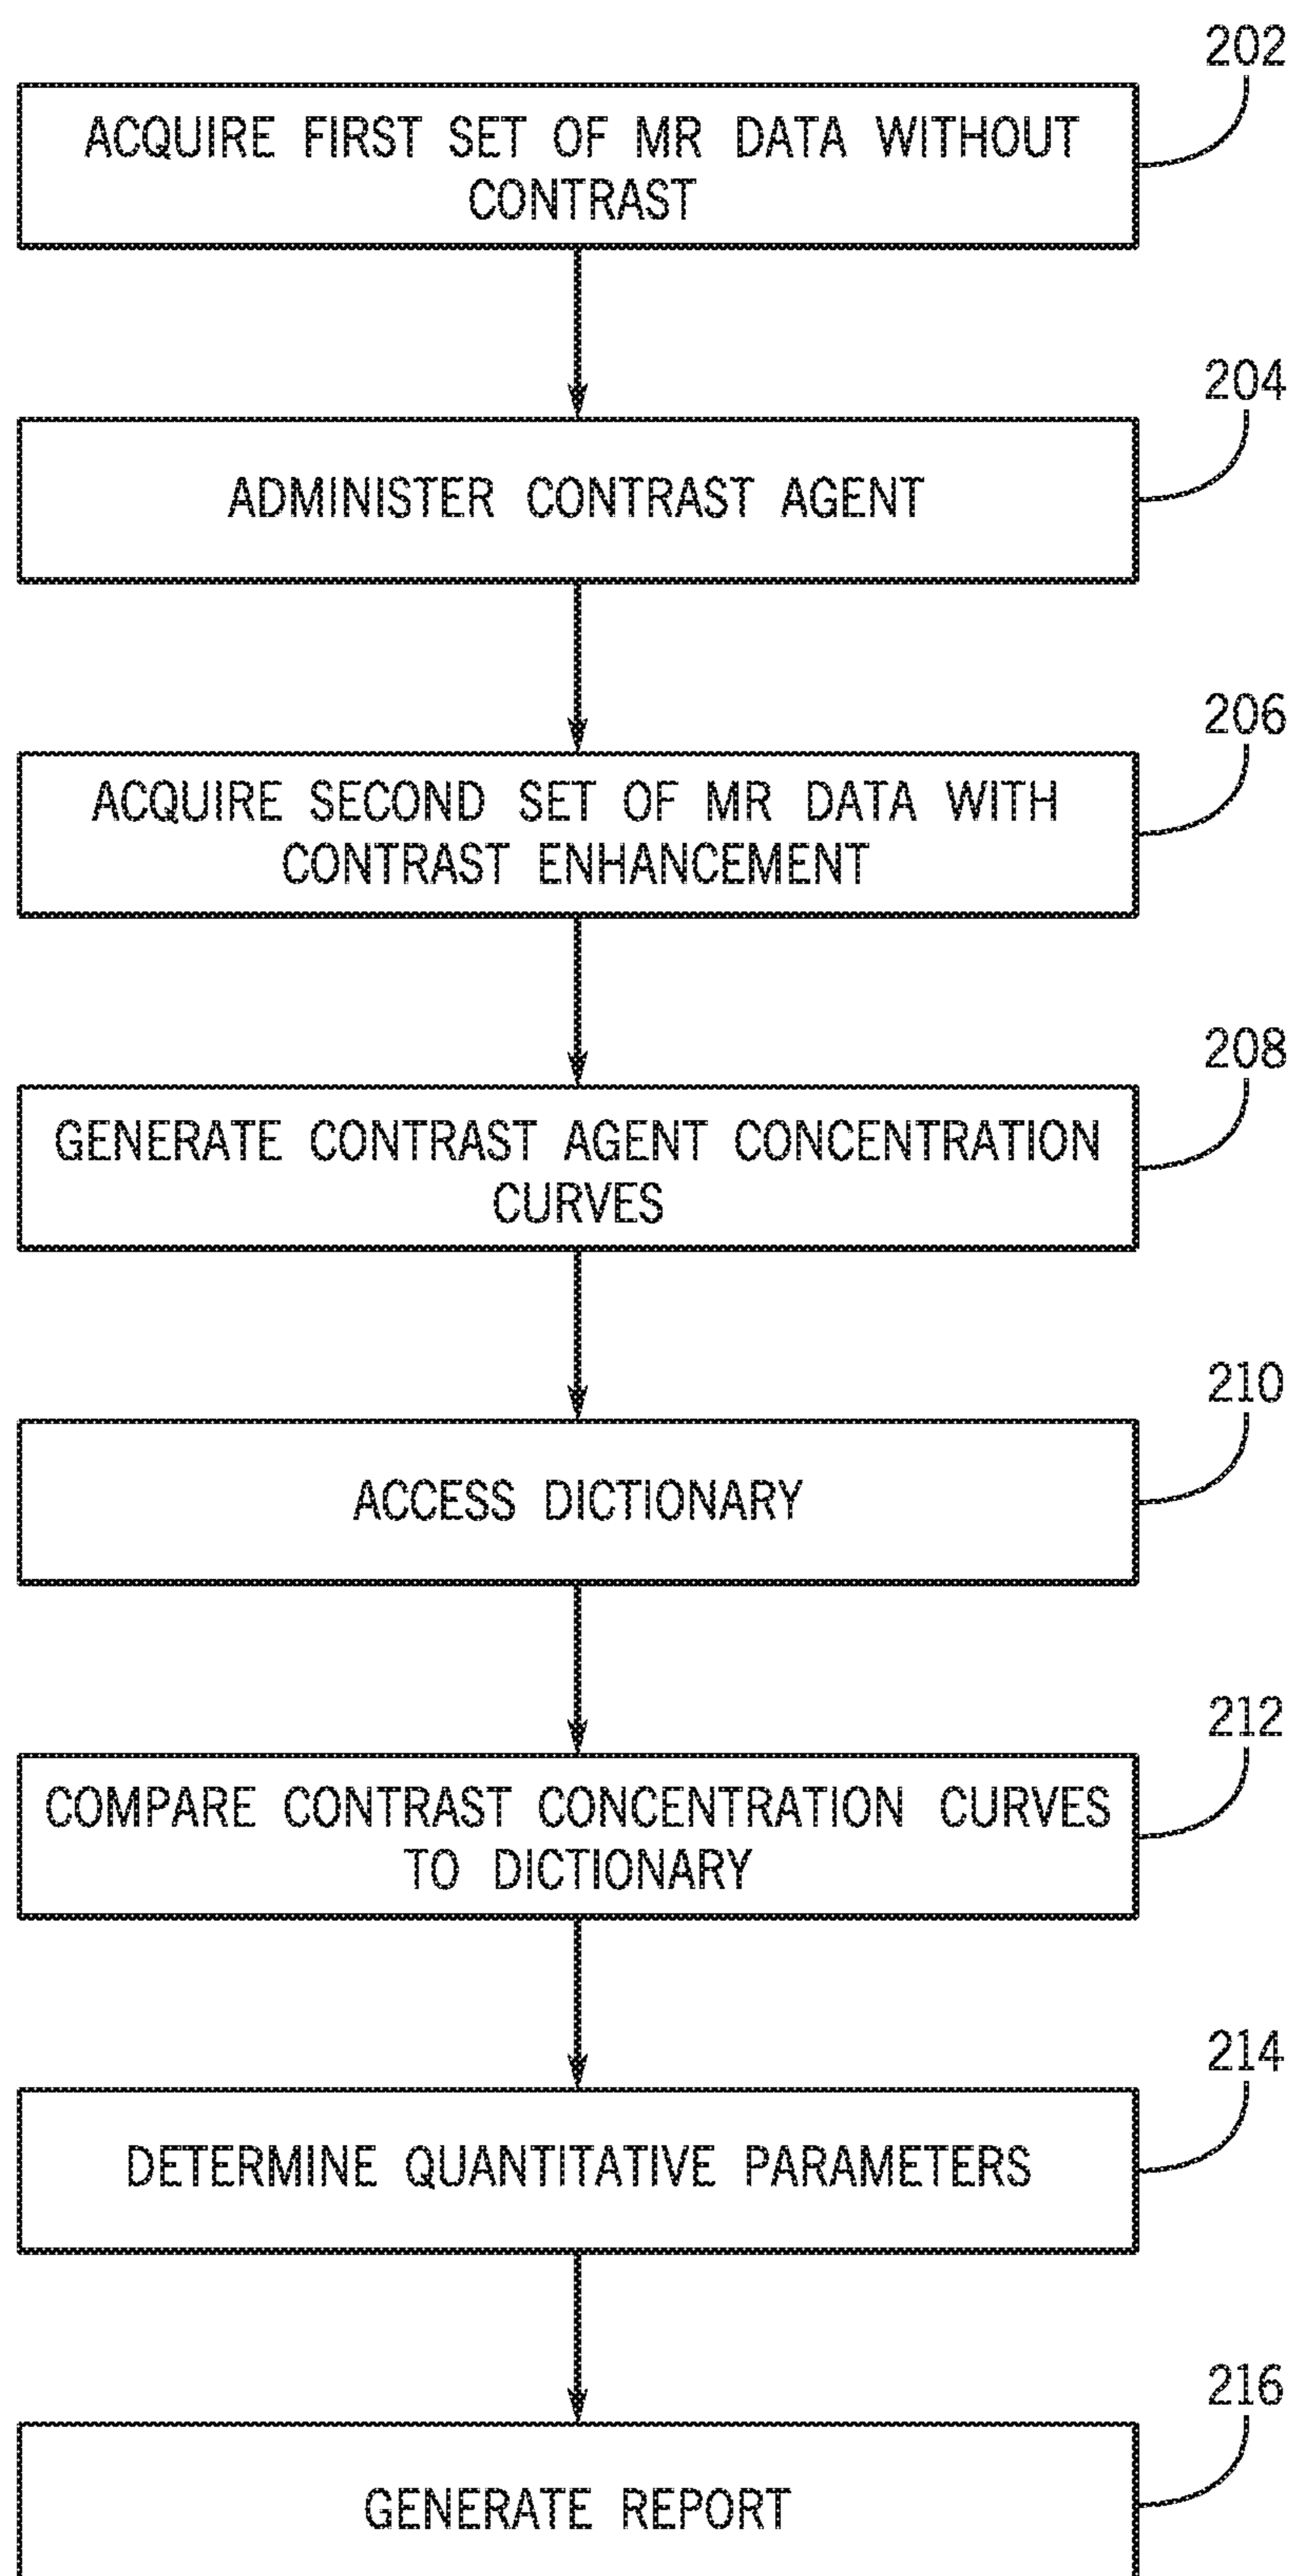 202
ACQUIRE FIRST SET OF MR DATA WITHOUT
CONTRAST
204
ADMINISTER CONTRAST AGENT
206
ACQUIRE SECOND SET OF MR DATA WITH
CONTRAST ENHANCEMENT
208
GENERATE CONTRAST AGENT CONCENTRATION
CURVES
210
ACCESS DICTIONARY
212
COMPARE CONTRAST CONCENTRATION CURVES
TO DICTIONARY
214
DETERMINE QUANTITATIVE PARAMETERS
216
GENERATE REPORT